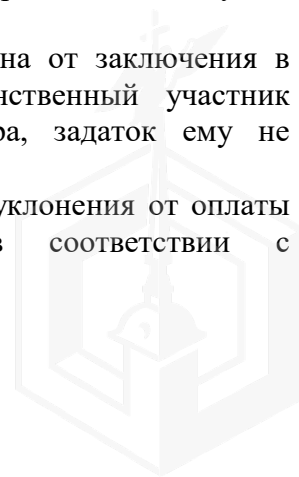 на от заключения в
нственный участник
ра, задаток ему не
уклонения от оплаты
в соответствии с